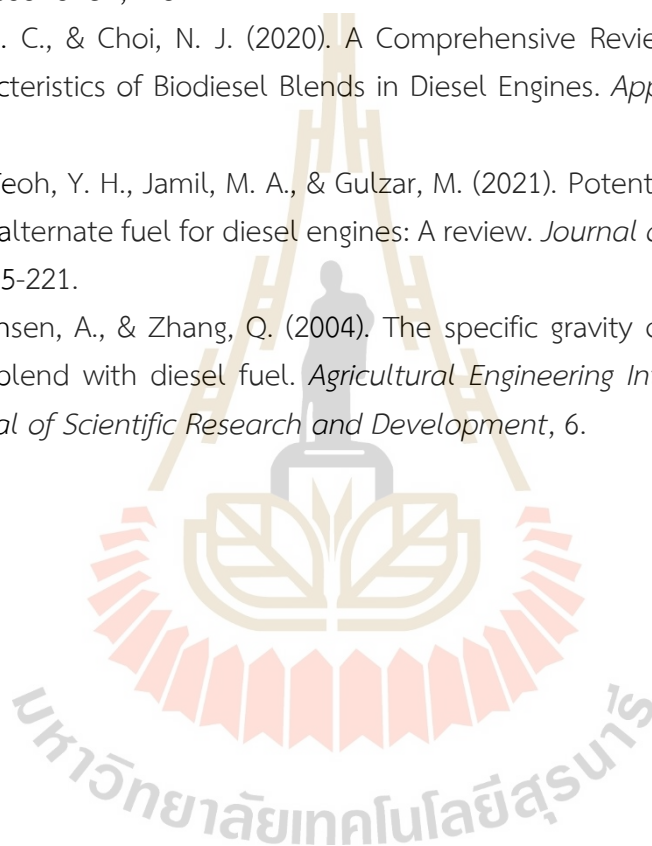 . C., & Choi, N. J. (2020). A Comprehensive Revie
cteristics of Biodiesel Blends in Diesel Engines. App
eoh, Y. H., Jamil, M. A., & Gulzar, M. (2021). Potent
alternate fuel for diesel engines: A review. Journal
5-221.
nsen, A., & Zhang, Q. (2004). The specific gravity
blend with diesel fuel. Agricultural Engineering In
al of Scientific Research and Development, 6.
มหาวิทยาลัยเทคโนโลยีสุรนารี